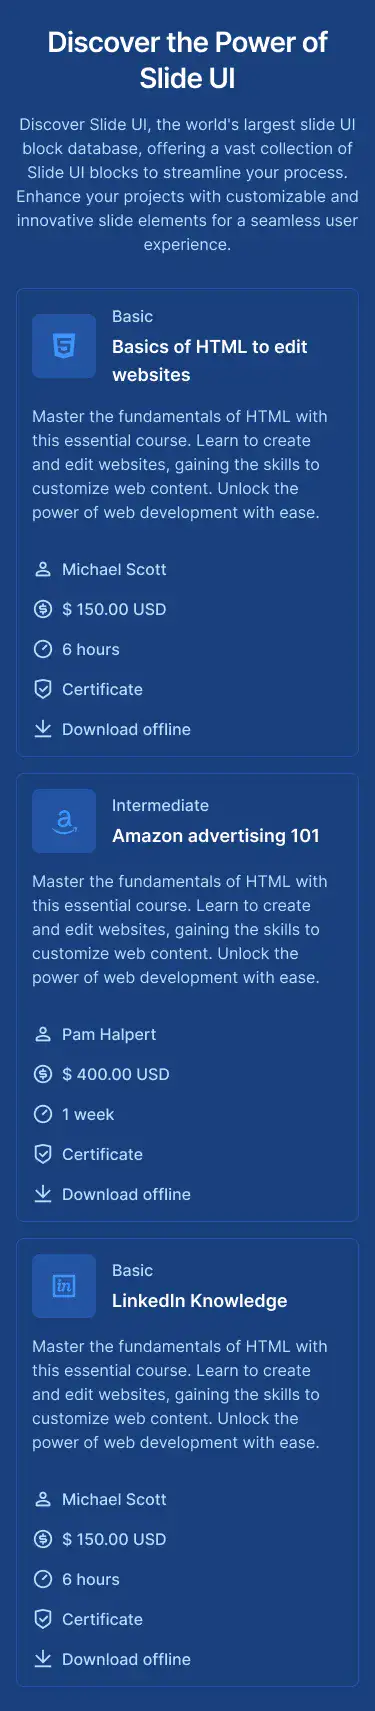 Discover the Power of
Slide UI
Discover Slide UI, the world's largest slide UI
block database, offering a vast collection of
Slide UI blocks to streamline your process.
Enhance your projects with customizable and
innovative slide elements for a seamless user
experience.
Basic
Basics of HTML to edit
websites
Master the fundamentals of HTML with
this essential course. Learn to create
and edit websites, gaining the skills to
customize web content. Unlock the
power of web development with ease.
Michael Scott
$ 150.00 USD
6 hours
Certificate
Download offline
Intermediate
Amazon advertising 101
Master the fundamentals of HTML with
this essential course. Learn to create
and edit websites, gaining the skills to
customize web content. Unlock the
power of web development with ease.
Pam Halpert
$ 400.00 USD
1 week
Certificate
Download offline
Basic
LinkedIn Knowledge
Master the fundamentals of HTML with
this essential course. Learn to create
and edit websites, gaining the skills to
customize web content. Unlock the
power of web development with ease.
Michael Scott
$ 150.00 USD
6 hours
Certificate
Download offline